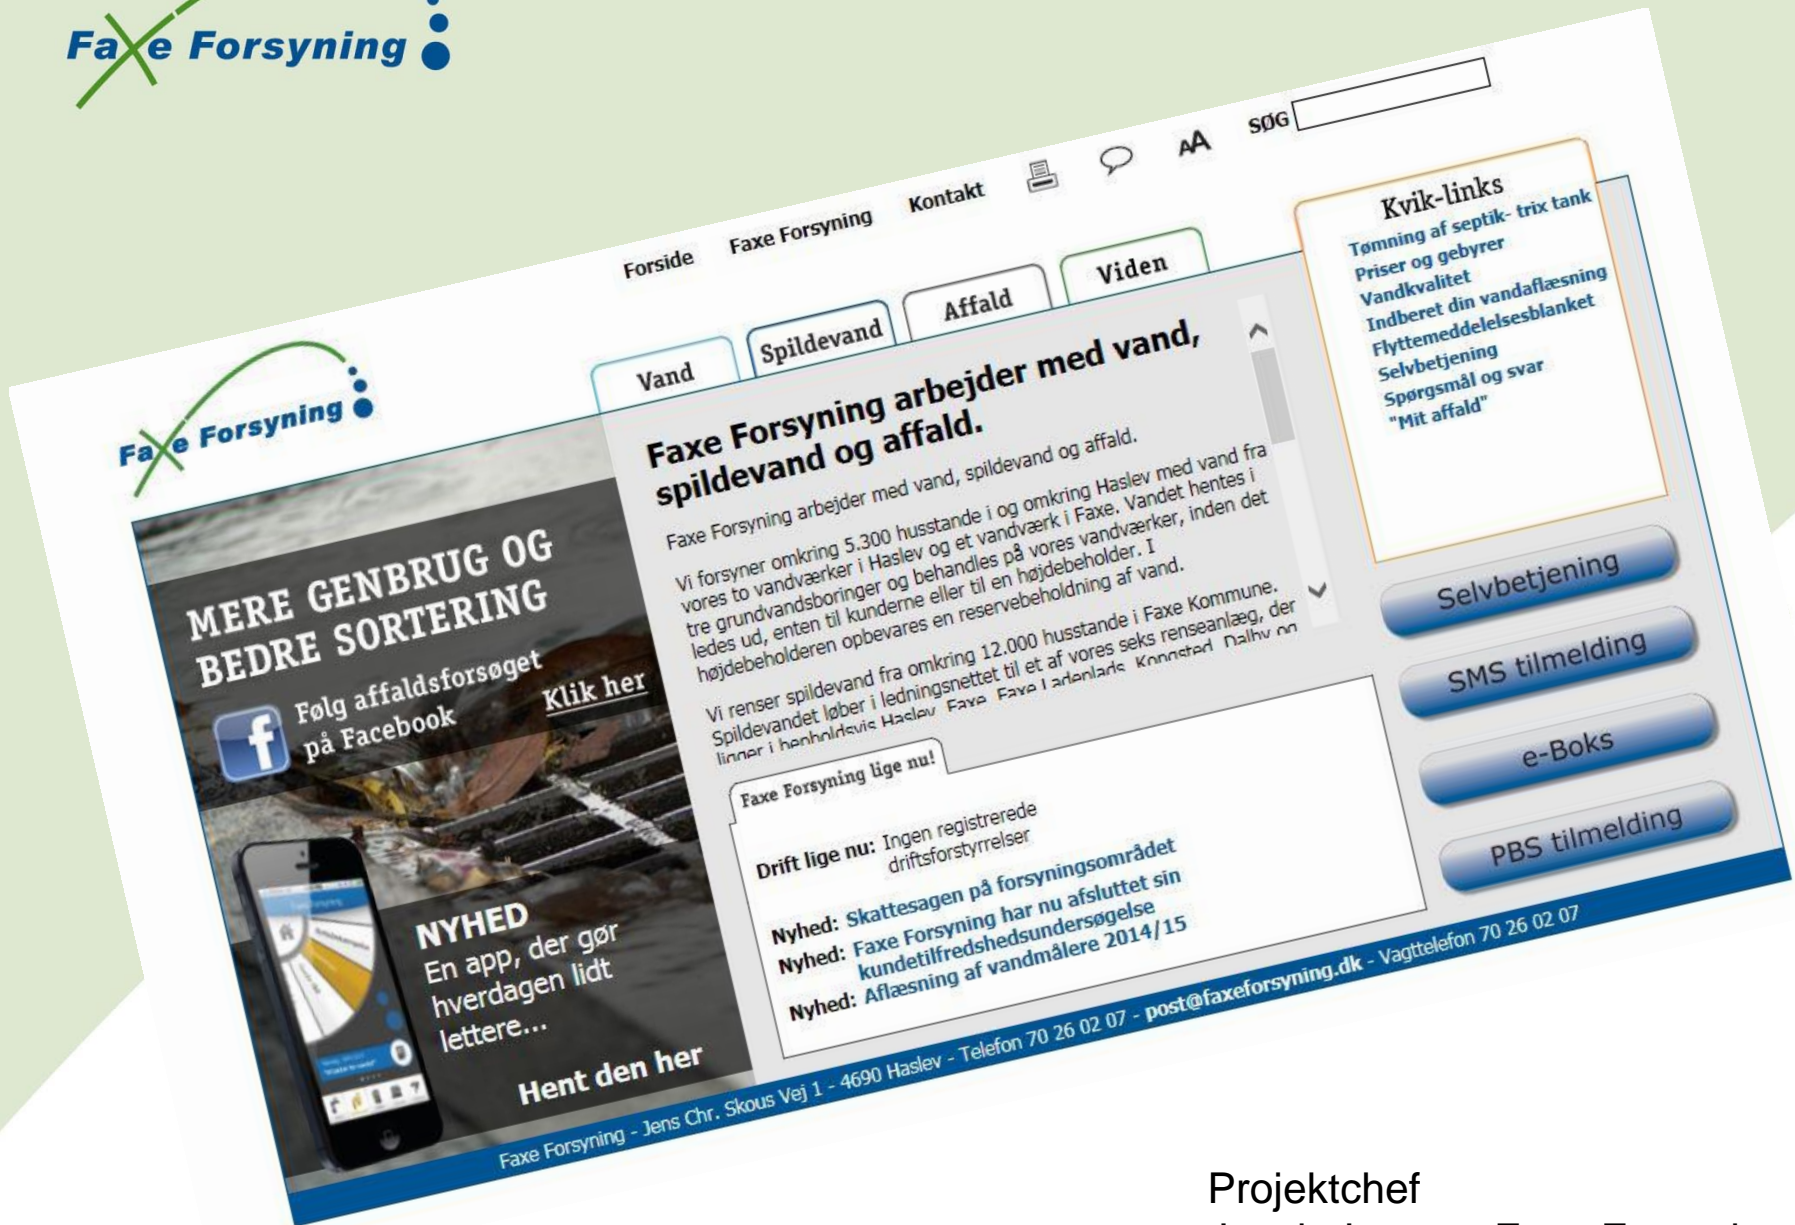 Faxe Forsyning
Forside Faxe Forsyning Kontakt AA SØG
Faxe Forsyning
Vand Spildevand Affald Viden
MERE GENBRUG OG
BEDRE SORTERING
Følg affaldsforsøget
på Facebook Klik her
NYHED
En app, der gør
hverdagen lidt
lettere...
Hent den her
Faxe Forsyning arbejder med vand,
spildevand og affald.
Faxe Forsyning arbejder med vand, spildevand og affald.
Vi forsyner omkring 5.300 husstande i og omkring Haslev med vand fra
vores to vandværker i Haslev og et vandværk i Faxe. Vandet hentes i
tre grundvandsboringer og behandles på vores vandværker, inden det
ledes ud, enten til kunderne eller til en højdebeholder. I
højdebeholderen opbevares en reservebeholdning af vand.
Vi renser spildevand fra omkring 12.000 husstande i Faxe Kommune.
Spildevandet løber i ledningsnettet til et af vores seks renseanlæg, der
ligger i henholdsvis Haslev, Faxe, Faxe Ladeplads, Kongsted, Dalby og
Faxe Forsyning lige nu!
Drift lige nu: Ingen registrerede
driftsforstyrrelser
Nyhed: Skattesagen på forsyningsområdet
Nyhed: Faxe Forsyning har nu afsluttet sin
kundetilfredshedsundersøgelse
Nyhed: Aflæsning af vandmålere 2014/15
Kvik-links
Tømning af septik- trix tank
Priser og gebyrer
Vandkvalitet
Indberet din vandaflæsning
Flyttemeddelelsesblanket
Selvbetjening
Spørgsmål og svar
"Mit affald"
Selvbetjening
SMS tilmelding
e-Boks
PBS tilmelding
Faxe Forsyning - Jens Chr. Skous Vej 1 - 4690 Haslev - Telefon 70 26 02 07 - post@faxeforsyning.dk - Vagttelefon 70 26 02 07
Projektchef